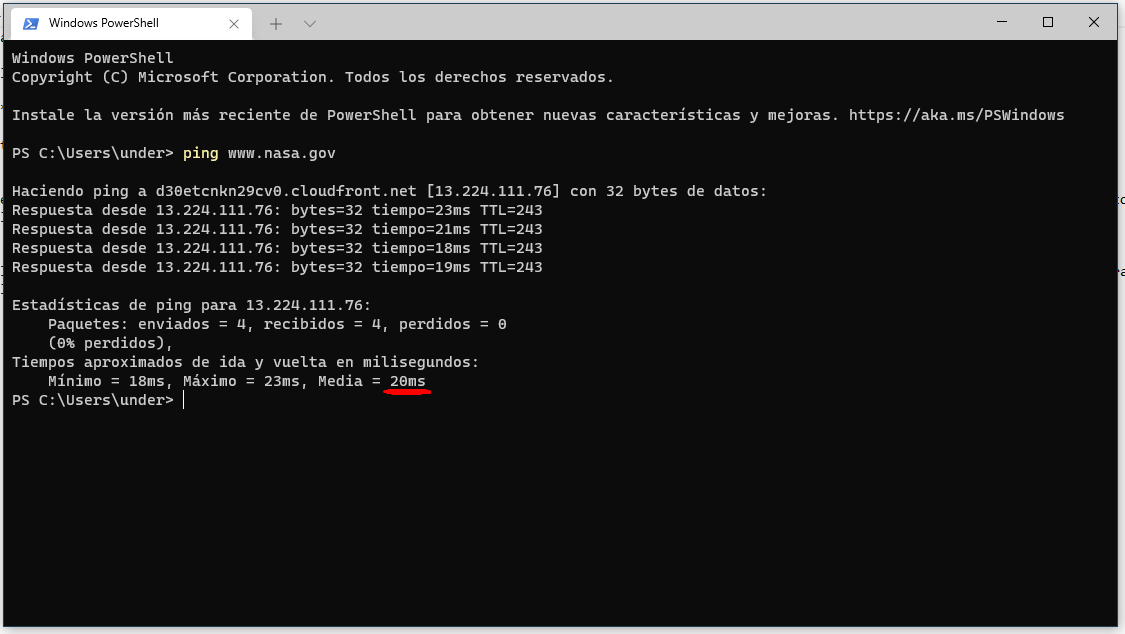 Windows PowerShell
Windows PowerShell
Copyright (C) Microsoft Corporation. Todos los derechos reservados.
Instale la versión más reciente de PowerShell para obtener nuevas características y mejoras. https://aka.ms/PSWindows
PS C:\Users\under> ping www.nasa.gov
Haciendo ping a d30etcnkn29cv0.cloudfront.net [13.224.111.76] con 32 bytes de datos:
Respuesta desde 13.224.111.76: bytes=32 tiempo=23ms TTL=243
Respuesta desde 13.224.111.76: bytes=32 tiempo=21ms TTL=243
Respuesta desde 13.224.111.76: bytes=32 tiempo=18ms TTL=243
Respuesta desde 13.224.111.76: bytes=32 tiempo=19ms TTL=243
Estadísticas de ping para 13.224.111.76:
    Paquetes: enviados = 4, recibidos = 4, perdidos = 0
    (0% perdidos),
Tiempos aproximados de ida y vuelta en milisegundos:
    Mínimo = 18ms, Máximo = 23ms, Media = 20ms
PS C:\Users\under>